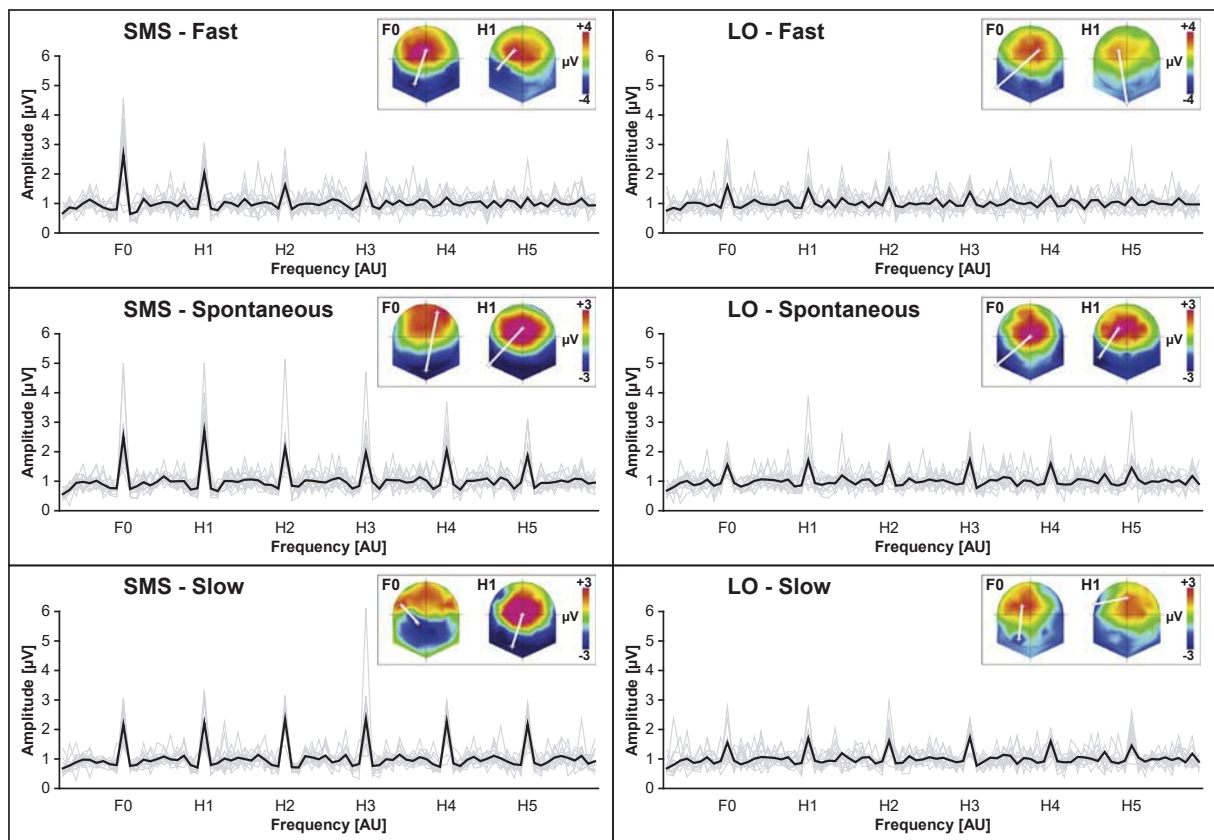 SMS - Fast
F0 H1 +4
µV
-4
Amplitude [µV]
6
5
4
3
2
1
0
F0 H1 H2 H3 H4 H5
Frequency [AU]
LO - Fast
F0 H1 +4
µV
-4
Amplitude [µV]
6
5
4
3
2
1
0
F0 H1 H2 H3 H4 H5
Frequency [AU]
SMS - Spontaneous
F0 H1 +3
µV
-3
Amplitude [µV]
6
5
4
3
2
1
0
F0 H1 H2 H3 H4 H5
Frequency [AU]
LO - Spontaneous
F0 H1 +3
µV
-3
Amplitude [µV]
6
5
4
3
2
1
0
F0 H1 H2 H3 H4 H5
Frequency [AU]
SMS - Slow
F0 H1 +3
µV
-3
Amplitude [µV]
6
5
4
3
2
1
0
F0 H1 H2 H3 H4 H5
Frequency [AU]
LO - Slow
F0 H1 +3
µV
-3
Amplitude [µV]
6
5
4
3
2
1
0
F0 H1 H2 H3 H4 H5
Frequency [AU]